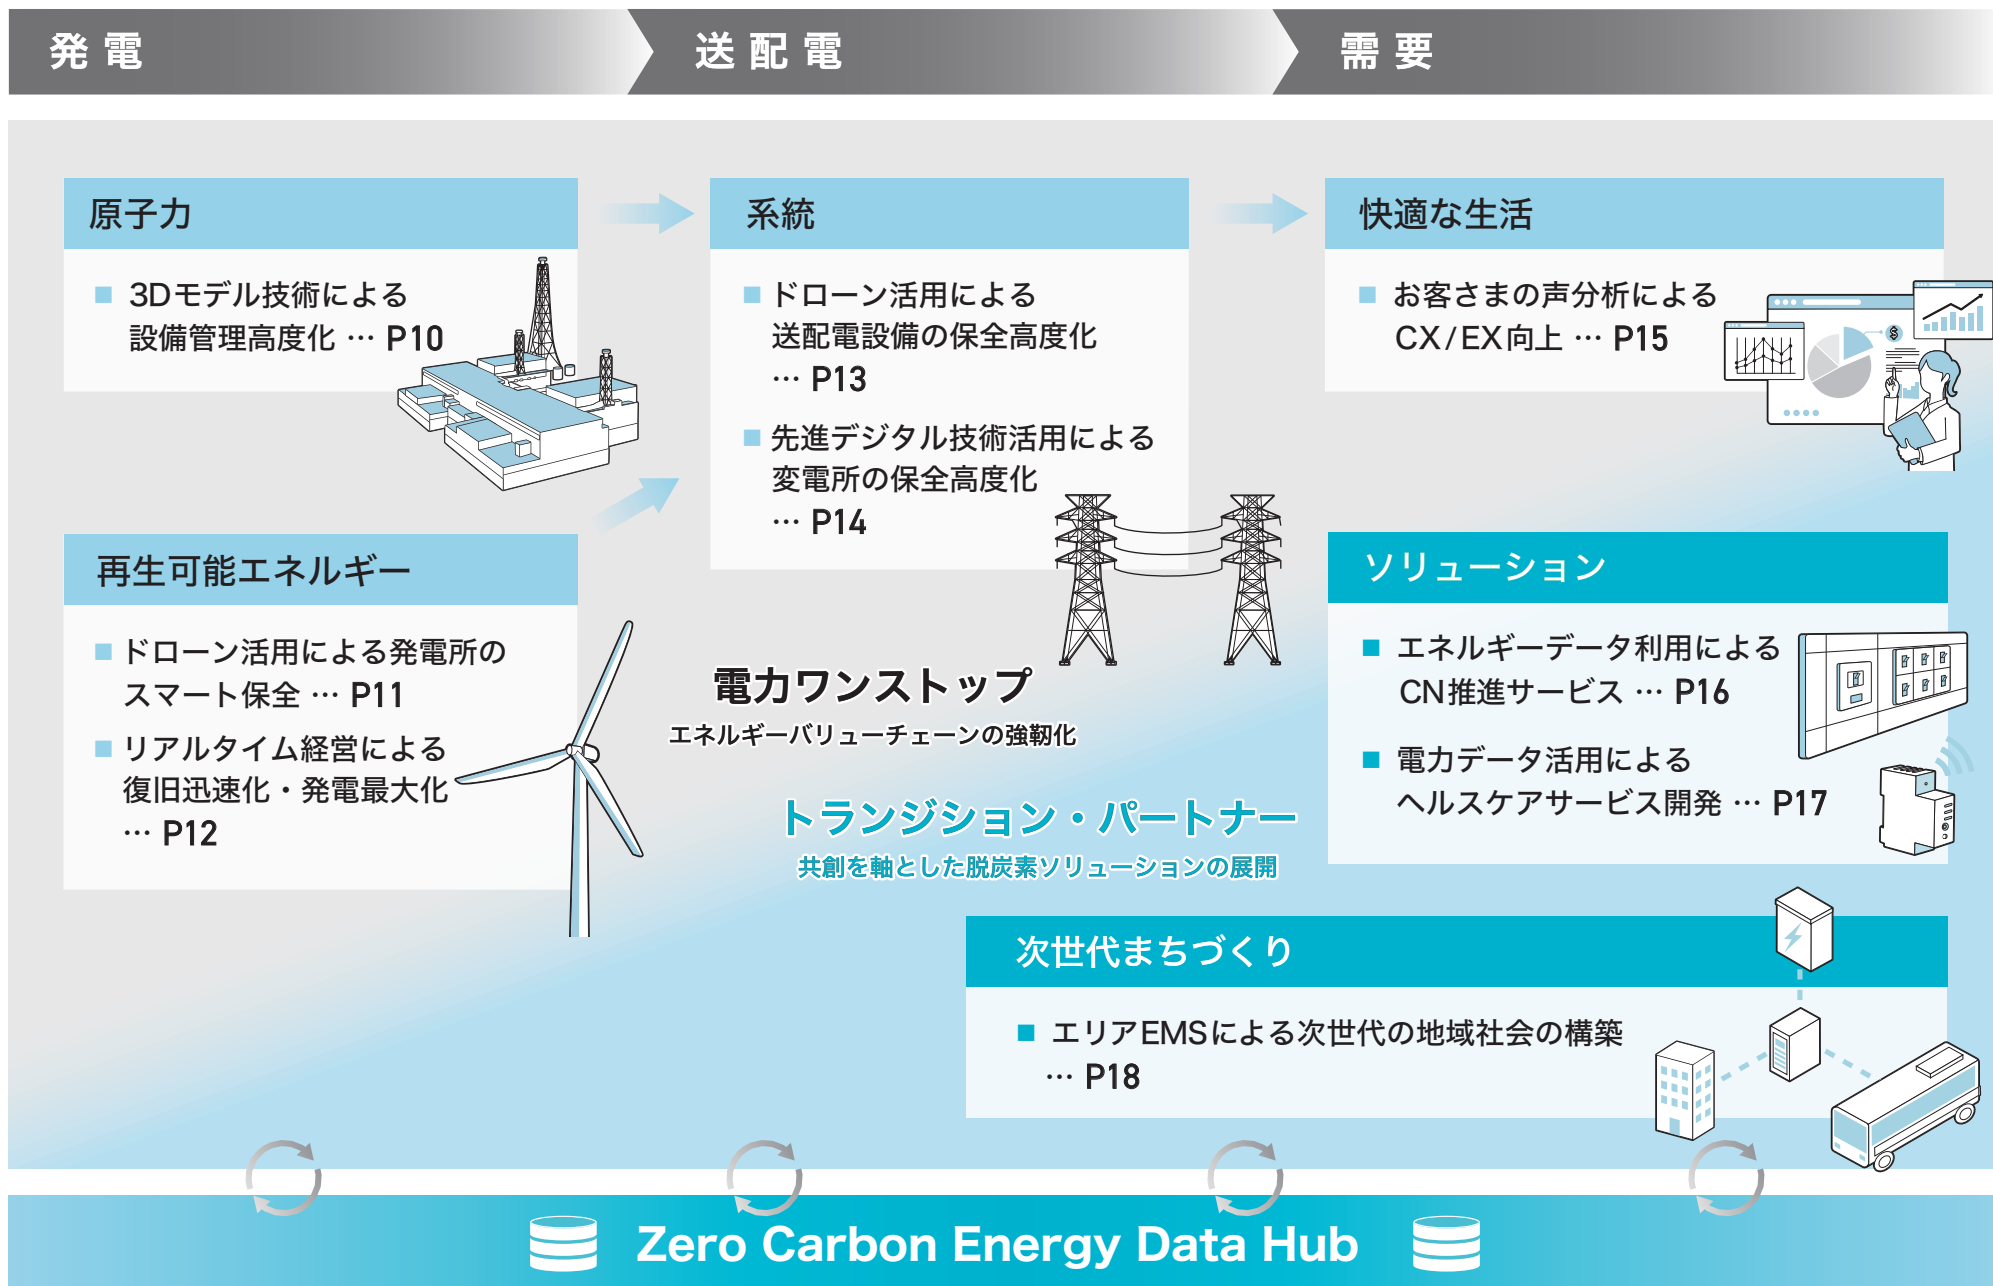 発電
送配電
需要
原子力
3Dモデル技術による
設備管理高度化 … P10
再生可能エネルギー
ドローン活用による発電所の
スマート保全 … P11
リアルタイム経営による
復旧迅速化・発電最大化
… P12
系統
ドローン活用による
送配電設備の保全高度化
… P13
先進デジタル技術活用による
変電所の保全高度化
… P14
快適な生活
お客さまの声分析による
CX/EX向上 … P15
$
ソリューション
エネルギーデータ利用による
CN推進サービス … P16
電力データ活用による
ヘルスケアサービス開発 … P17
電力ワンストップ
エネルギーバリューチェーンの強靭化
トランジション・パートナー
共創を軸とした脱炭素ソリューションの展開
次世代まちづくり
エリアEMSによる次世代の地域社会の構築
… P18
Zero Carbon Energy Data Hub